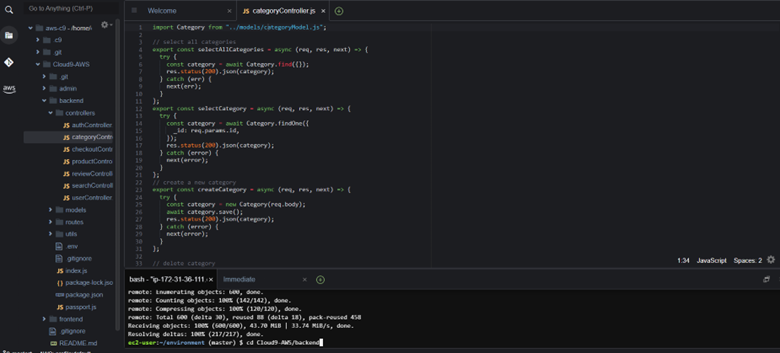 Go to Anything (Ctrl-P)
Welcome
categoryController.js
aws-c9 - /home/
.c9
.git
Cloud9-AWS
.git
admin
backend
controllers
authController
categoryContr
checkoutContr
productContro
reviewControll
searchControll
userController
models
routes
utils
.env
.gitignore
index.js
package-lock.jso
package.json
passport.js
frontend
.gitignore
README.md
aws
1 import Category from "../models/categoryModel.js";
2
3 // select all categories
4 export const selectAllCategories = async (req, res, next) => {
5 try {
6 const category = await Category.find({});
7 res.status(200).json(category);
8 } catch (err) {
9 next(err);
10 }
11 };
12 export const selectCategory = async (req, res, next) => {
13 try {
14 const category = await Category.findOne({
15 _id: req.params.id,
16 });
17 res.status(200).json(category);
18 } catch (error) {
19 next(error);
20 }
21 };
22 // create a new category
23 export const createCategory = async (req, res, next) => {
24 try {
25 const category = new Category(req.body);
26 await category.save();
27 res.status(200).json(category);
28 } catch (error) {
29 next(error);
30 }
31 };
32
33 // delete category
1:34 JavaScript Spaces: 2
bash - "ip-172-31-36-111.
Immediate
remote: Enumerating objects: 600, done.
remote: Counting objects: 100% (142/142), done.
remote: Compressing objects: 100% (120/120), done.
remote: Total 600 (delta 30), reused 88 (delta 18), pack-reused 458
Receiving objects: 100% (600/600), 43.70 MiB | 33.74 MiB/s, done.
Resolving deltas: 100% (217/217), done.
ec2-user:~/environment (master) $ cd Cloud9-AWS/backend